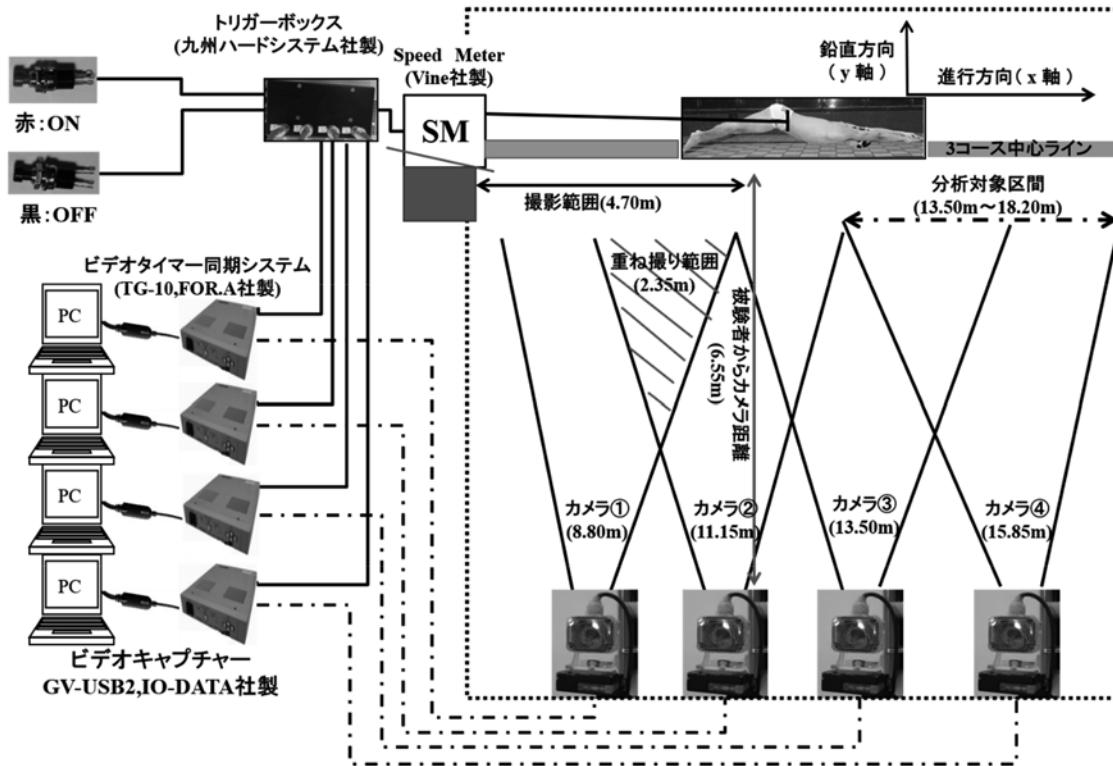 トリガーボックス
(九州ハードシステム社製)
Speed Meter
(Vine社製)
SM
赤:ON
黒:OFF
鉛直方向
( y 軸 )
進行方向( x 軸 )
3コース中心ライン
撮影範囲(4.70m)
分析対象区間
(13.50m～18.20m)
重ね撮り範囲
(2.35m)
被験者からカメラ距離
(6.55m)
ビデオタイマー同期システム
(TG-10,FOR.A社製)
PC
PC
PC
PC
カメラ①
(8.80m)
カメラ②
(11.15m)
カメラ③
(13.50m)
カメラ④
(15.85m)
ビデオキャプチャー
GV-USB2,IO-DATA社製